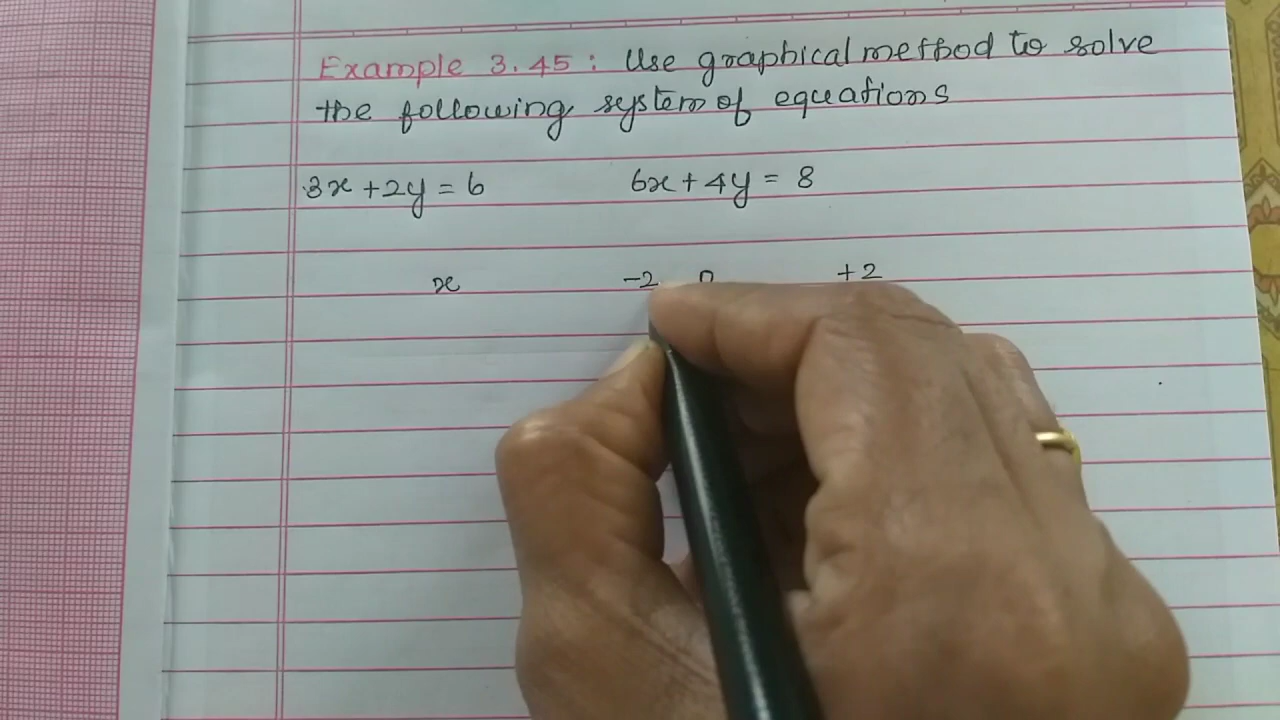 Example 3.45: Use graphical method to solve
the following system of equations
3x + 2y = 6 6x + 4y = 8
x -2 0 +2